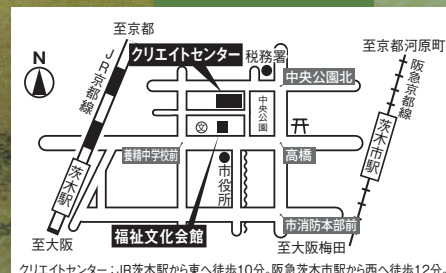 至京都
N
JR京都線
クリエイトセンター
税務署
中央公園北
至京都河原町
阪急京都線
中央公園
文
茨木駅
養精中学校前
市役所
高橋
茨木市駅
福祉文化会館
市消防本部前
至大阪
至大阪梅田
クリエイトセンター:JR茨木駅から東へ徒歩10分。阪急茨木市駅から西へ徒歩12分。